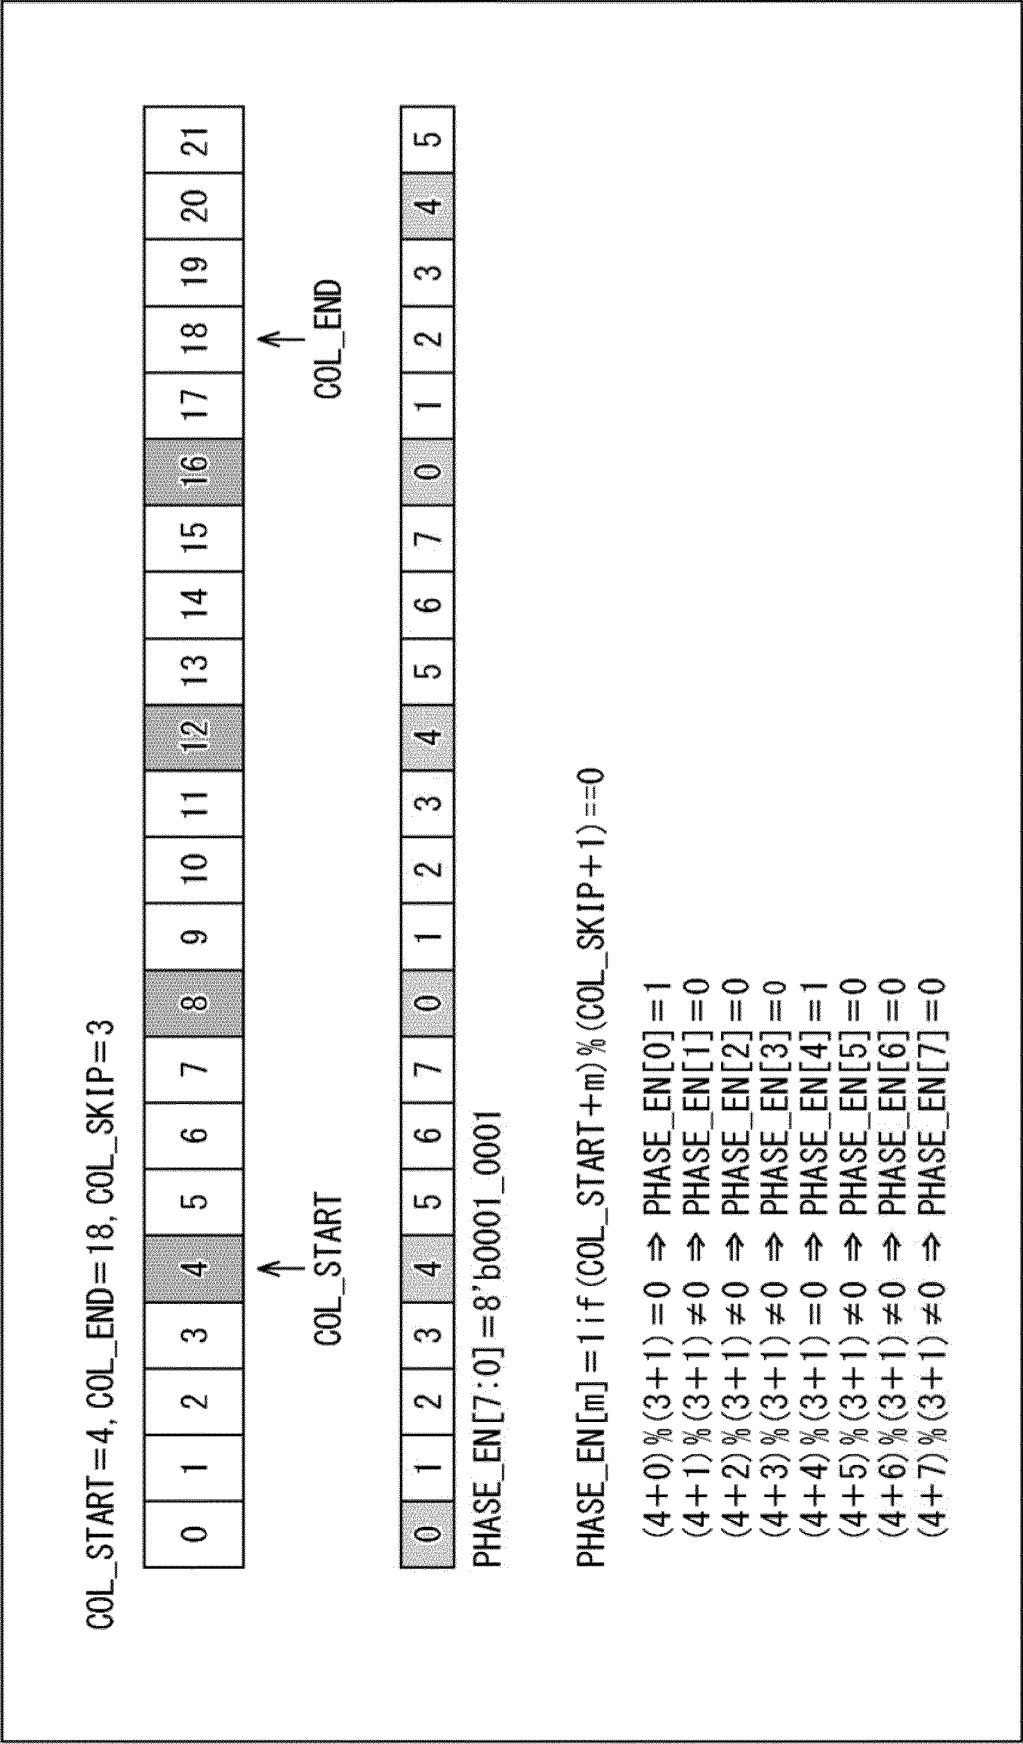 COL_START=4, COL_END=18, COL_SKIP=3
0 1 2 3 4 5 6 7 8 9 10 11 12 13 14 15 16 17 18 19 20 21
COL_START COL_END
0 1 2 3 4 5 6 7 0 1 2 3 4 5 6 7 0 1 2 3 4 5
PHASE_EN[7:0]=8'b0001_0001
PHASE_EN[m]=1if(COL_START+m)%(COL_SKIP+1)==0
(4+0)%(3+1)=0 ⇒ PHASE_EN[0]=1
(4+1)%(3+1)≠0 ⇒ PHASE_EN[1]=0
(4+2)%(3+1)≠0 ⇒ PHASE_EN[2]=0
(4+3)%(3+1)≠0 ⇒ PHASE_EN[3]=0
(4+4)%(3+1)=0 ⇒ PHASE_EN[4]=1
(4+5)%(3+1)≠0 ⇒ PHASE_EN[5]=0
(4+6)%(3+1)≠0 ⇒ PHASE_EN[6]=0
(4+7)%(3+1)≠0 ⇒ PHASE_EN[7]=0